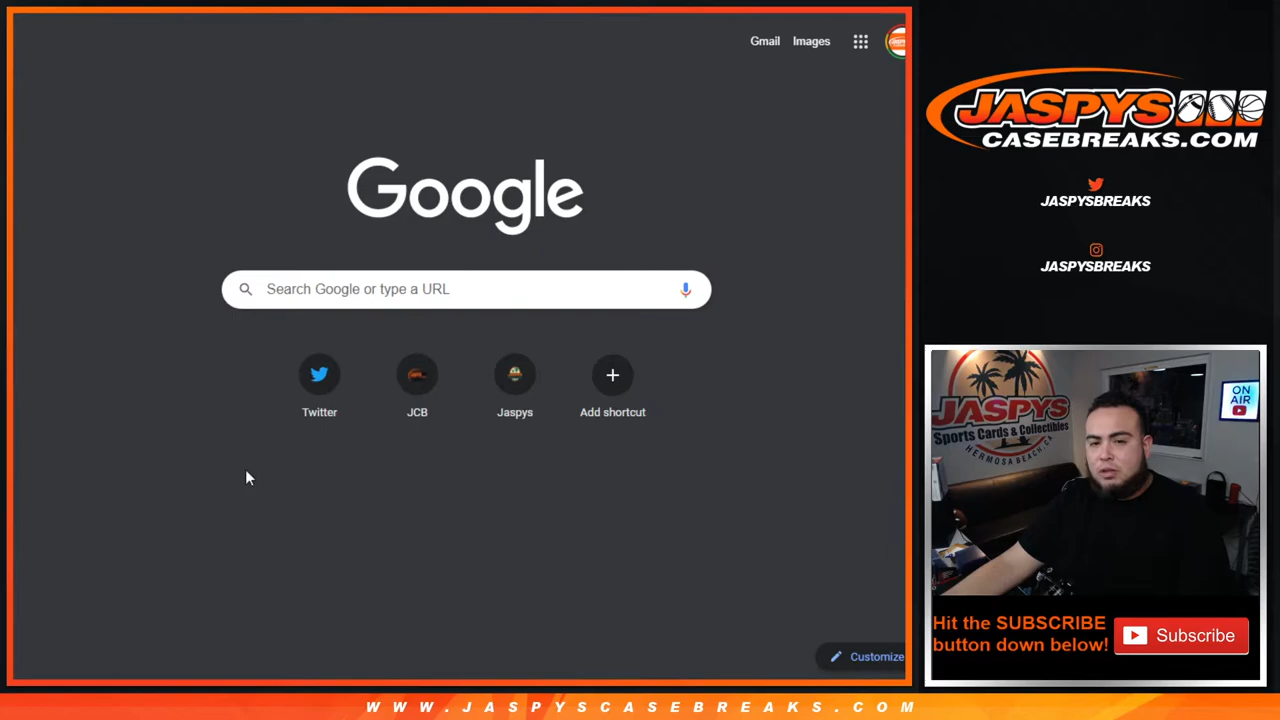 Gmail Images
Google
Search Google or type a URL
Twitter JCB Jaspys Add shortcut
Customize
JASPYS
CASEBREAKS.COM
JASPYSBREAKS
JASPYSBREAKS
JASPYS
Sports Cards & Collectibles
HERMOSA BEACH, CA
ON
AIR
Hit the SUBSCRIBE
button down below!
Subscribe
WWW.JASPYSCASEBREAKS.COM